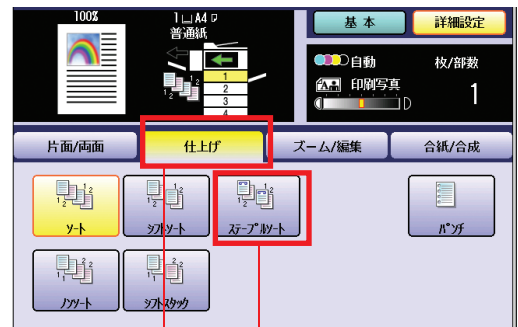 100%
1 A4
普通紙
基本
詳細設定
自動
枚/部数
印刷写真
1
1
2
3
4
片面/両面
仕上げ
ズーム/編集
合紙/合成
ソート
シフトソート
ステープルソート
パンチ
ノンソート
シフトスタック